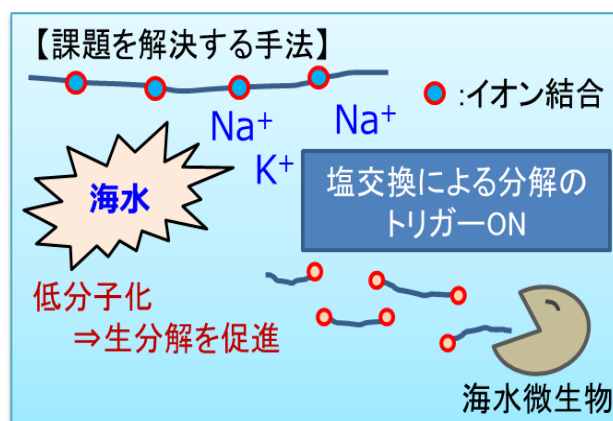 【課題を解決する手法】
:イオン結合
Na⁺
Na⁺
K⁺
海水
塩交換による分解の
トリガーON
低分子化
⇒生分解を促進
海水微生物